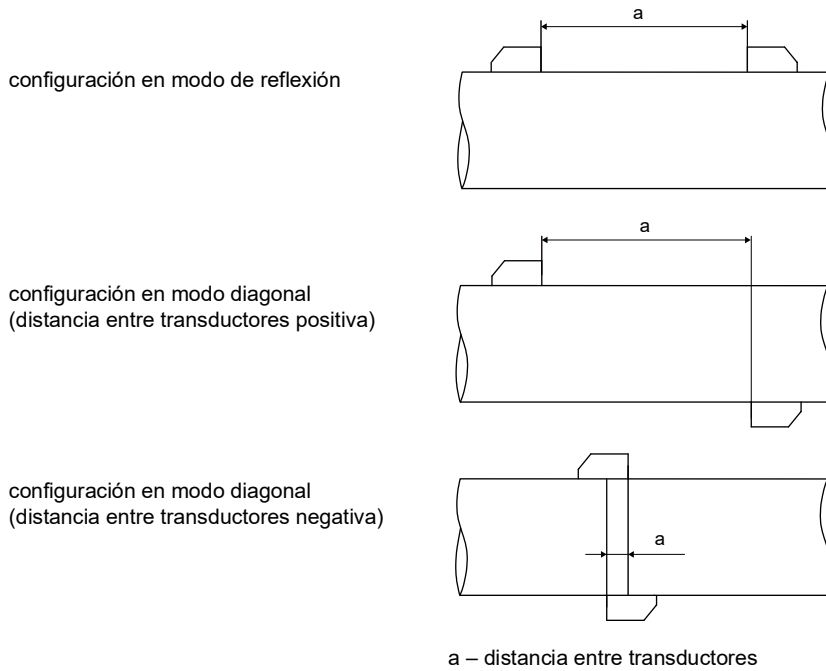 a
configuración en modo de reflexión
a
configuración en modo diagonal
(distancia entre transductores positiva)
configuración en modo diagonal
(distancia entre transductores negativa)
a
a – distancia entre transductores